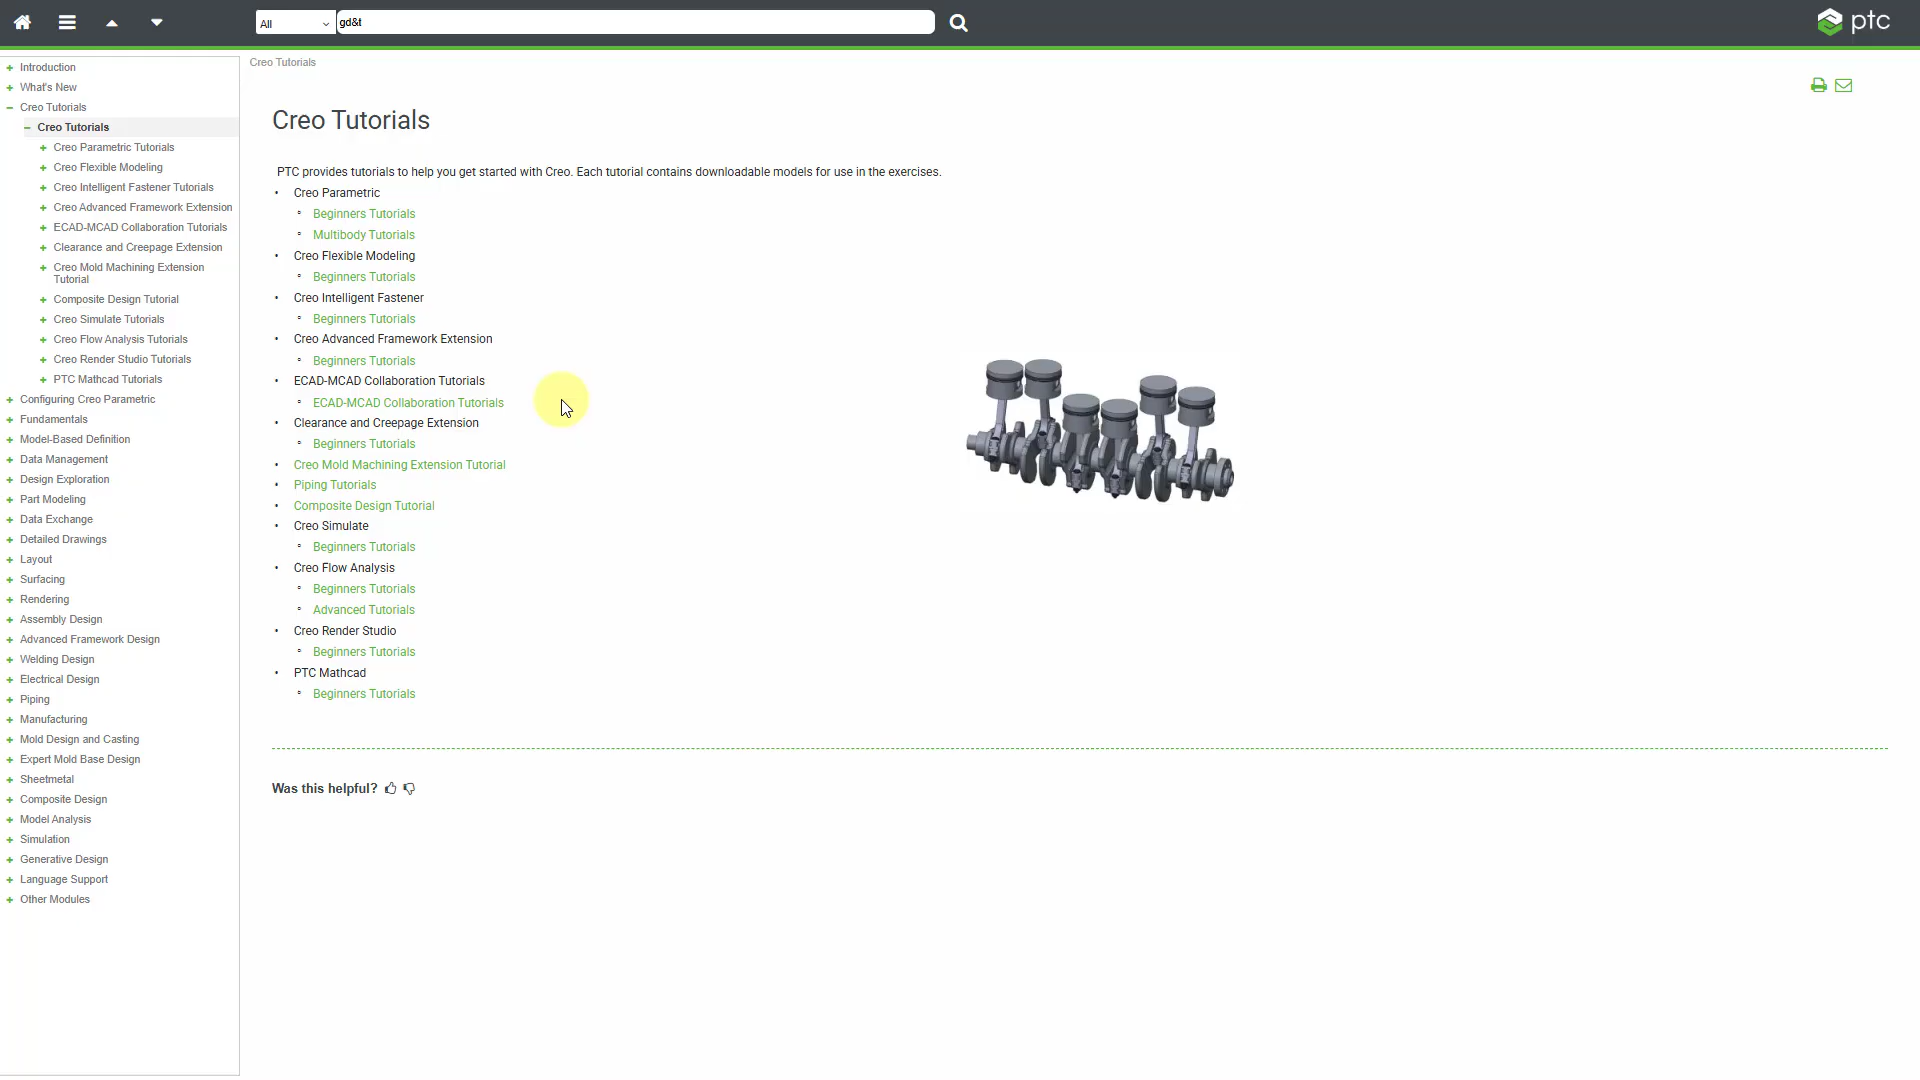 All
gd&t
ptc
Introduction
What's New
Creo Tutorials
Creo Tutorials
Creo Parametric Tutorials
Creo Flexible Modeling
Creo Intelligent Fastener Tutorials
Creo Advanced Framework Extension
ECAD-MCAD Collaboration Tutorials
Clearance and Creepage Extension
Creo Mold Machining Extension
Tutorial
Composite Design Tutorial
Creo Simulate Tutorials
Creo Flow Analysis Tutorials
Creo Render Studio Tutorials
PTC Mathcad Tutorials
Configuring Creo Parametric
Fundamentals
Model-Based Definition
Data Management
Design Exploration
Part Modeling
Data Exchange
Detailed Drawings
Layout
Surfacing
Rendering
Assembly Design
Advanced Framework Design
Welding Design
Electrical Design
Piping
Manufacturing
Mold Design and Casting
Expert Mold Base Design
Sheetmetal
Composite Design
Model Analysis
Simulation
Generative Design
Language Support
Other Modules
Creo Tutorials
Creo Tutorials
PTC provides tutorials to help you get started with Creo. Each tutorial contains downloadable models for use in the exercises.
Creo Parametric
Beginners Tutorials
Multibody Tutorials
Creo Flexible Modeling
Beginners Tutorials
Creo Intelligent Fastener
Beginners Tutorials
Creo Advanced Framework Extension
Beginners Tutorials
ECAD-MCAD Collaboration Tutorials
ECAD-MCAD Collaboration Tutorials
Clearance and Creepage Extension
Beginners Tutorials
Creo Mold Machining Extension Tutorial
Piping Tutorials
Composite Design Tutorial
Creo Simulate
Beginners Tutorials
Creo Flow Analysis
Beginners Tutorials
Advanced Tutorials
Creo Render Studio
Beginners Tutorials
PTC Mathcad
Beginners Tutorials
Was this helpful?